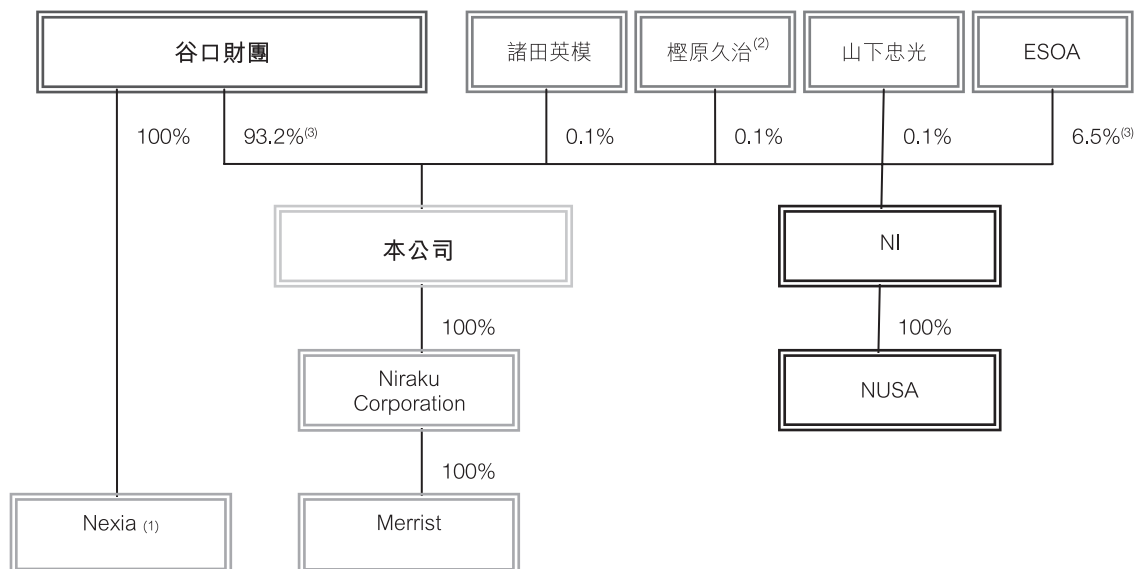 谷口財團
諸田英模
樫原久治(2)
山下忠光
ESOA
100%
93.2%(3)
0.1%
0.1%
0.1%
6.5%(3)
本公司
NI
100%
100%
Niraku
Corporation
NUSA
100%
Nexia (1)
Merrist